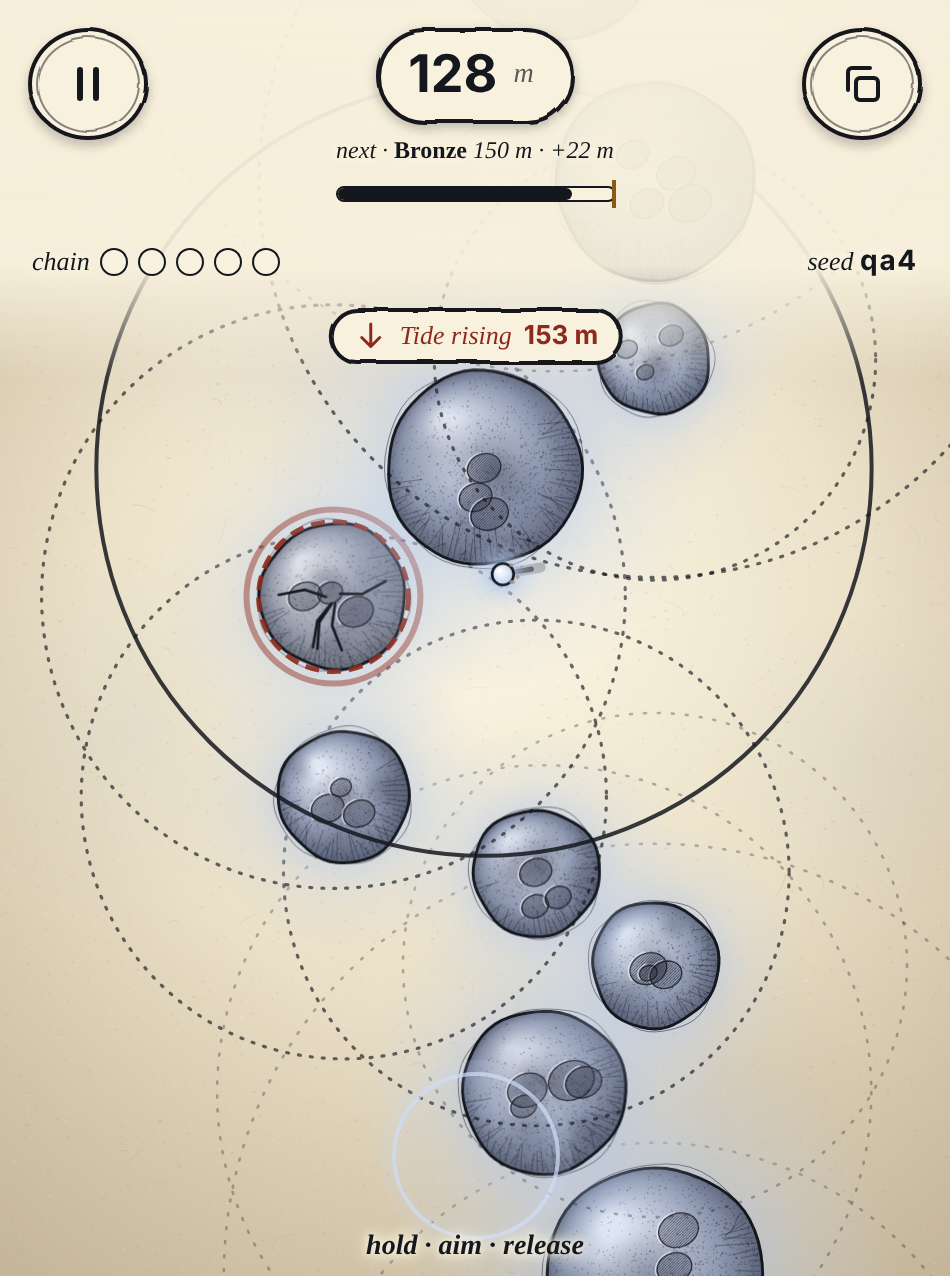 128 m
next · Bronze 150 m · +22 m
chain
seed qa4
Tide rising 153 m
hold · aim · release